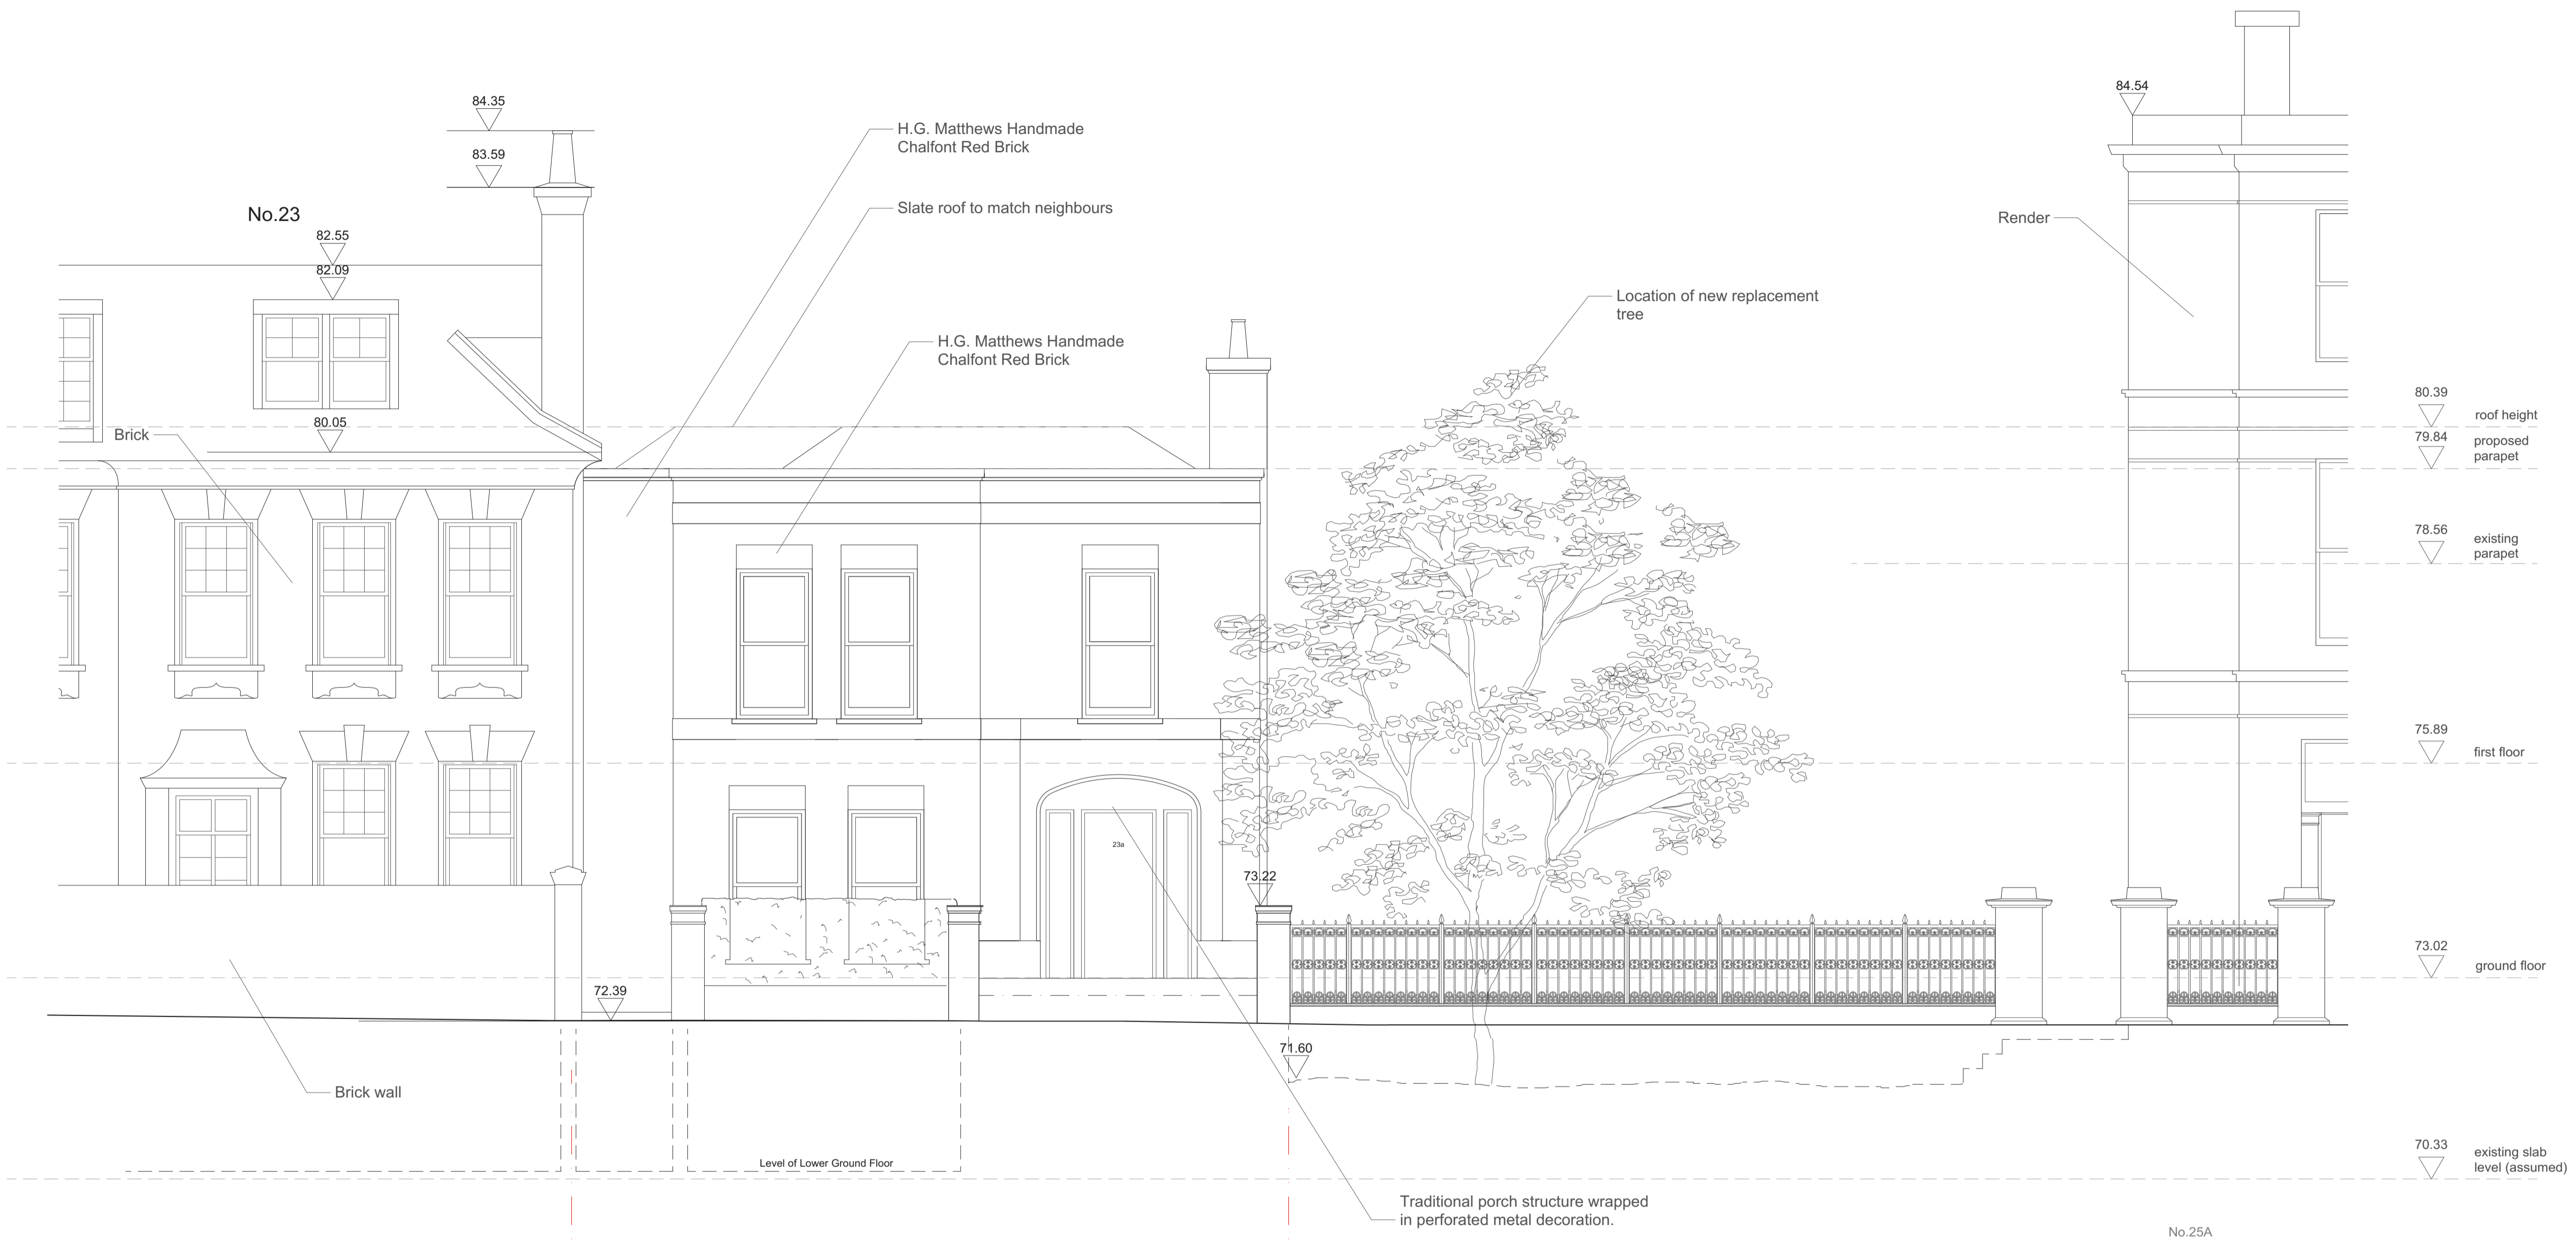 84.35
84.54
H.G. Matthews Handmade
Chalfont Red Brick
83.59
Slate roof to match neighbours
No.23
Render
82.55
82.09
Location of new replacement
tree
H.G. Matthews Handmade
Chalfont Red Brick
80.39
roof height
80.05
Brick
79.84
proposed
parapet
78.56
existing
parapet
75.89
first floor
23a
73.22
73.02
ground floor
72.39
71.60
Brick wall
70.33
existing slab
level (assumed)
Level of Lower Ground Floor
Traditional porch structure wrapped
in perforated metal decoration.
No.25A